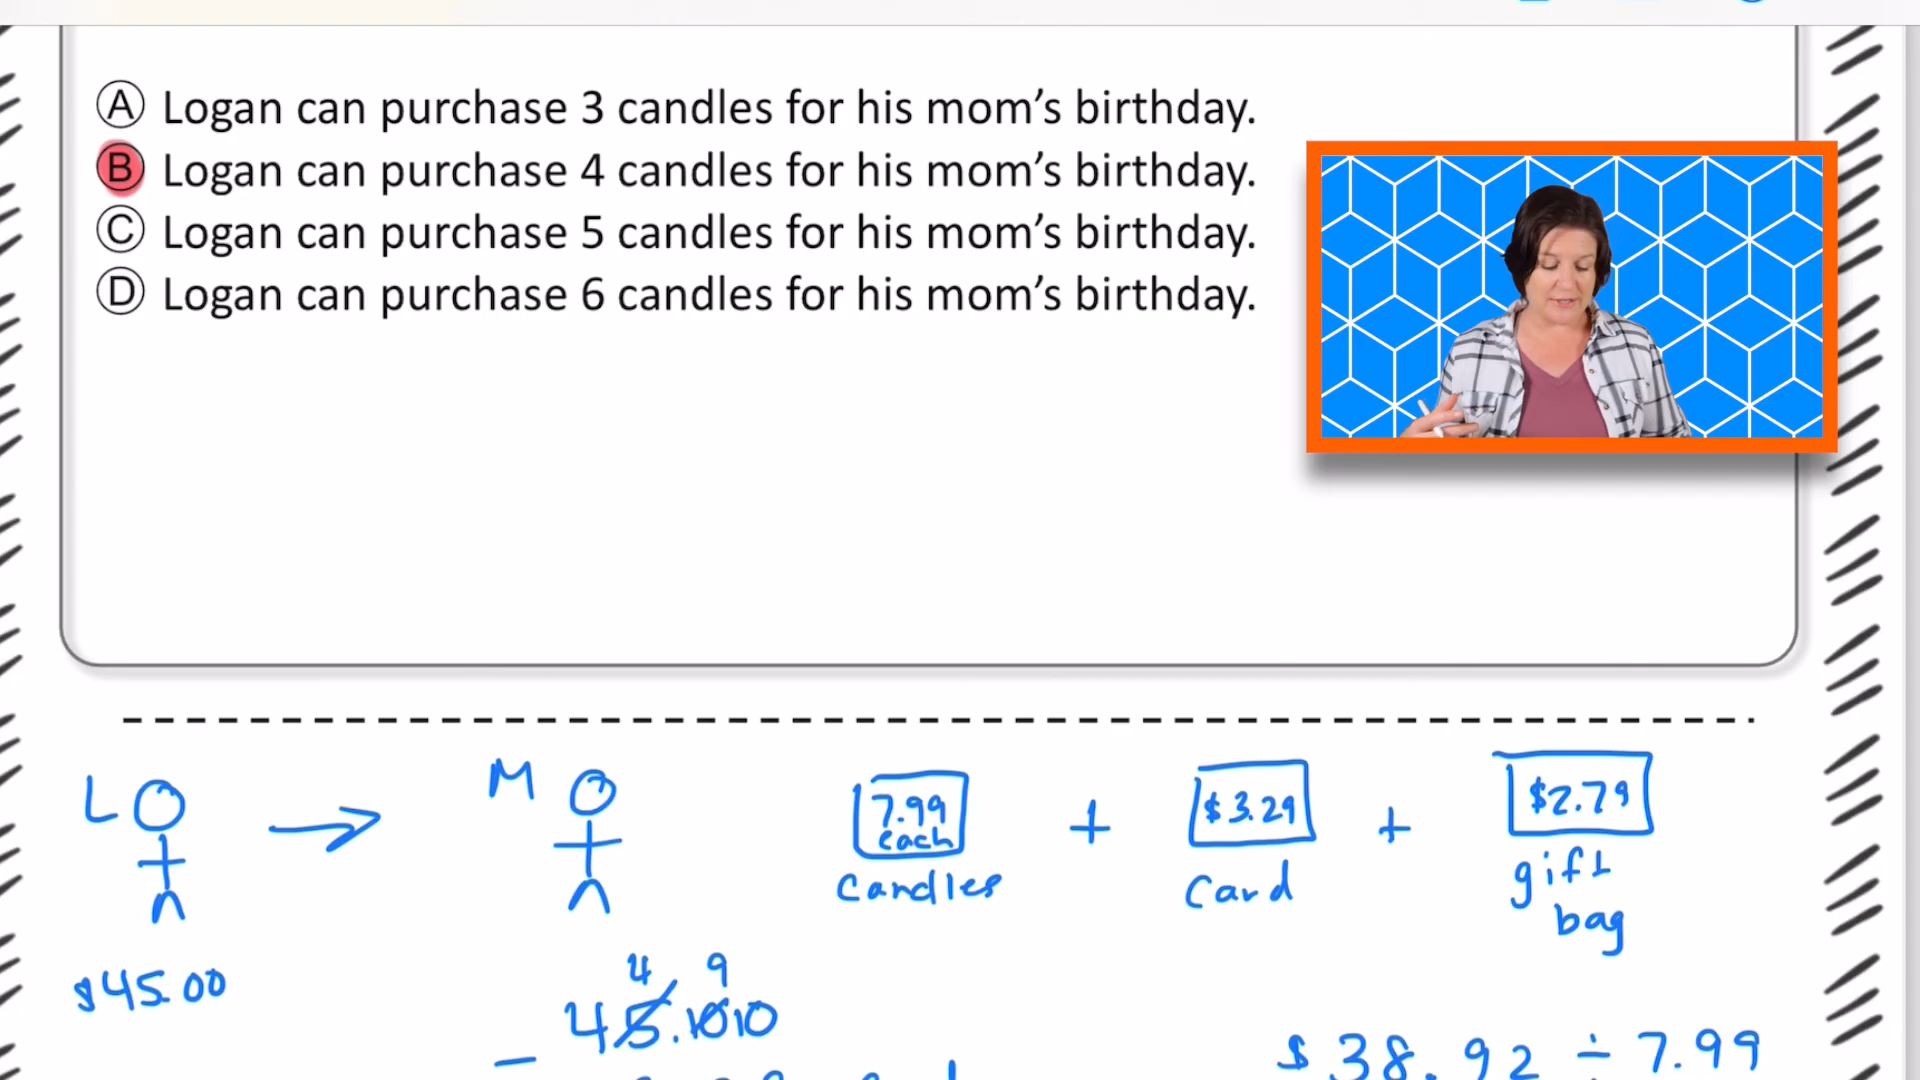 Ⓐ Logan can purchase 3 candles for his mom’s birthday.
Ⓑ Logan can purchase 4 candles for his mom’s birthday.
Ⓒ Logan can purchase 5 candles for his mom’s birthday.
Ⓓ Logan can purchase 6 candles for his mom’s birthday.
L M 7.99 each + $3.29 + $2.79
candles card gift bag
$45.00
4 9
45.1010
-
$38.92 ÷ 7.99